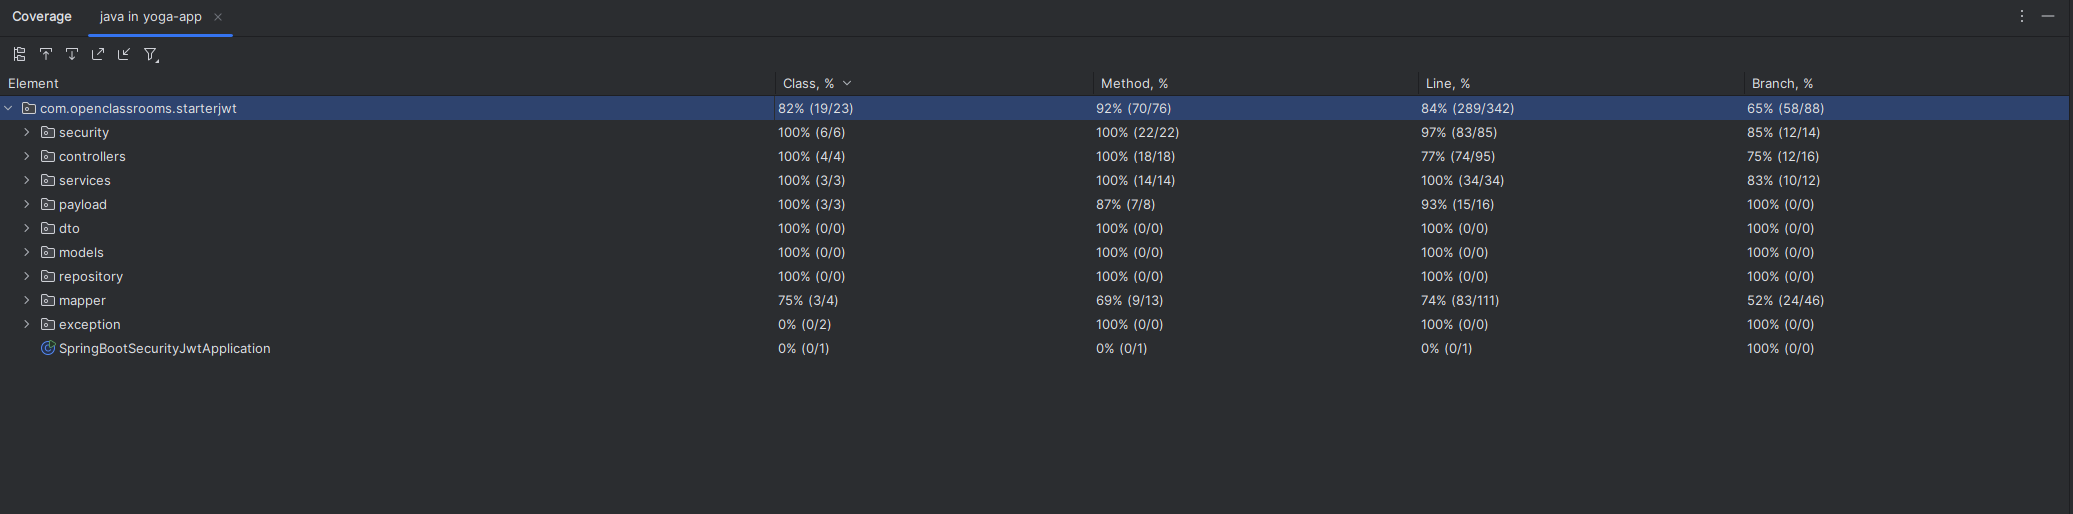 Coverage java in yoga-app
Element Class, % Method, % Line, % Branch, %
com.openclassrooms.starterjwt 82% (19/23) 92% (70/76) 84% (289/342) 65% (58/88)
security 100% (6/6) 100% (22/22) 97% (83/85) 85% (12/14)
controllers 100% (4/4) 100% (18/18) 77% (74/95) 75% (12/16)
services 100% (3/3) 100% (14/14) 100% (34/34) 83% (10/12)
payload 100% (3/3) 87% (7/8) 93% (15/16) 100% (0/0)
dto 100% (0/0) 100% (0/0) 100% (0/0) 100% (0/0)
models 100% (0/0) 100% (0/0) 100% (0/0) 100% (0/0)
repository 100% (0/0) 100% (0/0) 100% (0/0) 100% (0/0)
mapper 75% (3/4) 69% (9/13) 74% (83/111) 52% (24/46)
exception 0% (0/2) 100% (0/0) 100% (0/0) 100% (0/0)
SpringBootSecurityJwtApplication 0% (0/1) 0% (0/1) 0% (0/1) 100% (0/0)